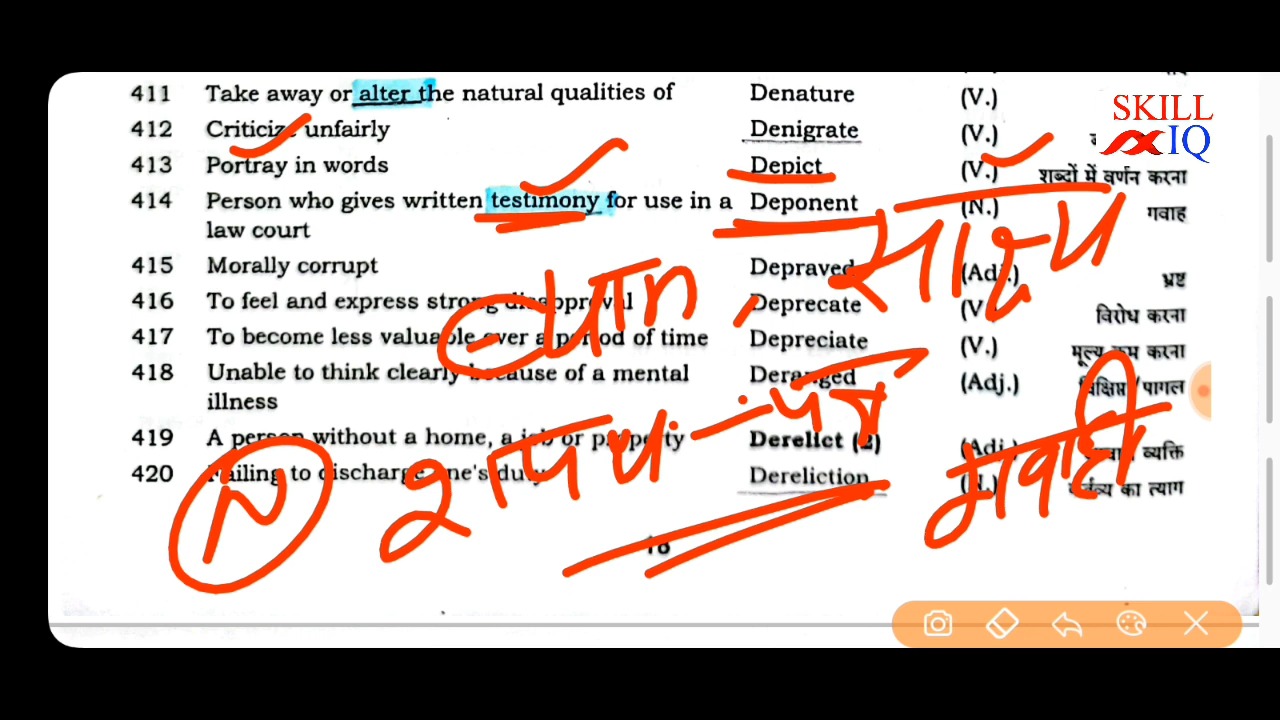 411 Take away or alter the natural qualities of Denature (V.)
SKILL
IQ
412 Criticize unfairly Denigrate (V.)
413 Portray in words Depict (V.) शब्दों में वर्णन करना
414 Person who gives written testimony for use in a Deponent (N.) गवाह
law court
साक्ष्य
415 Morally corrupt Depraved (Adj.) भ्रष्ट
416 To feel and express strong disapproval Deprecate (V.) विरोध करना
417 To become less valuable over a period of time Depreciate (V.) मूल्य कम करना
418 Unable to think clearly because of a mental Deranged (Adj.) विक्षिप्त/पागल
illness
शपथ-पत्र
गवाही
419 A person without a home, a job or property Derelict (2) (Adj.) व्यक्ति
420 Failing to discharge one's duty Dereliction (N.) कर्तव्य का त्याग
N
18